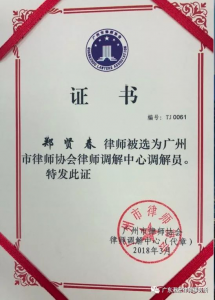 证书
编号：TJ0061
郑贤春 律师被选为广州
市律师协会律师调解中心调解员。
特发此证
广州市律师协会
律师调解中心（代章）
2018年3月